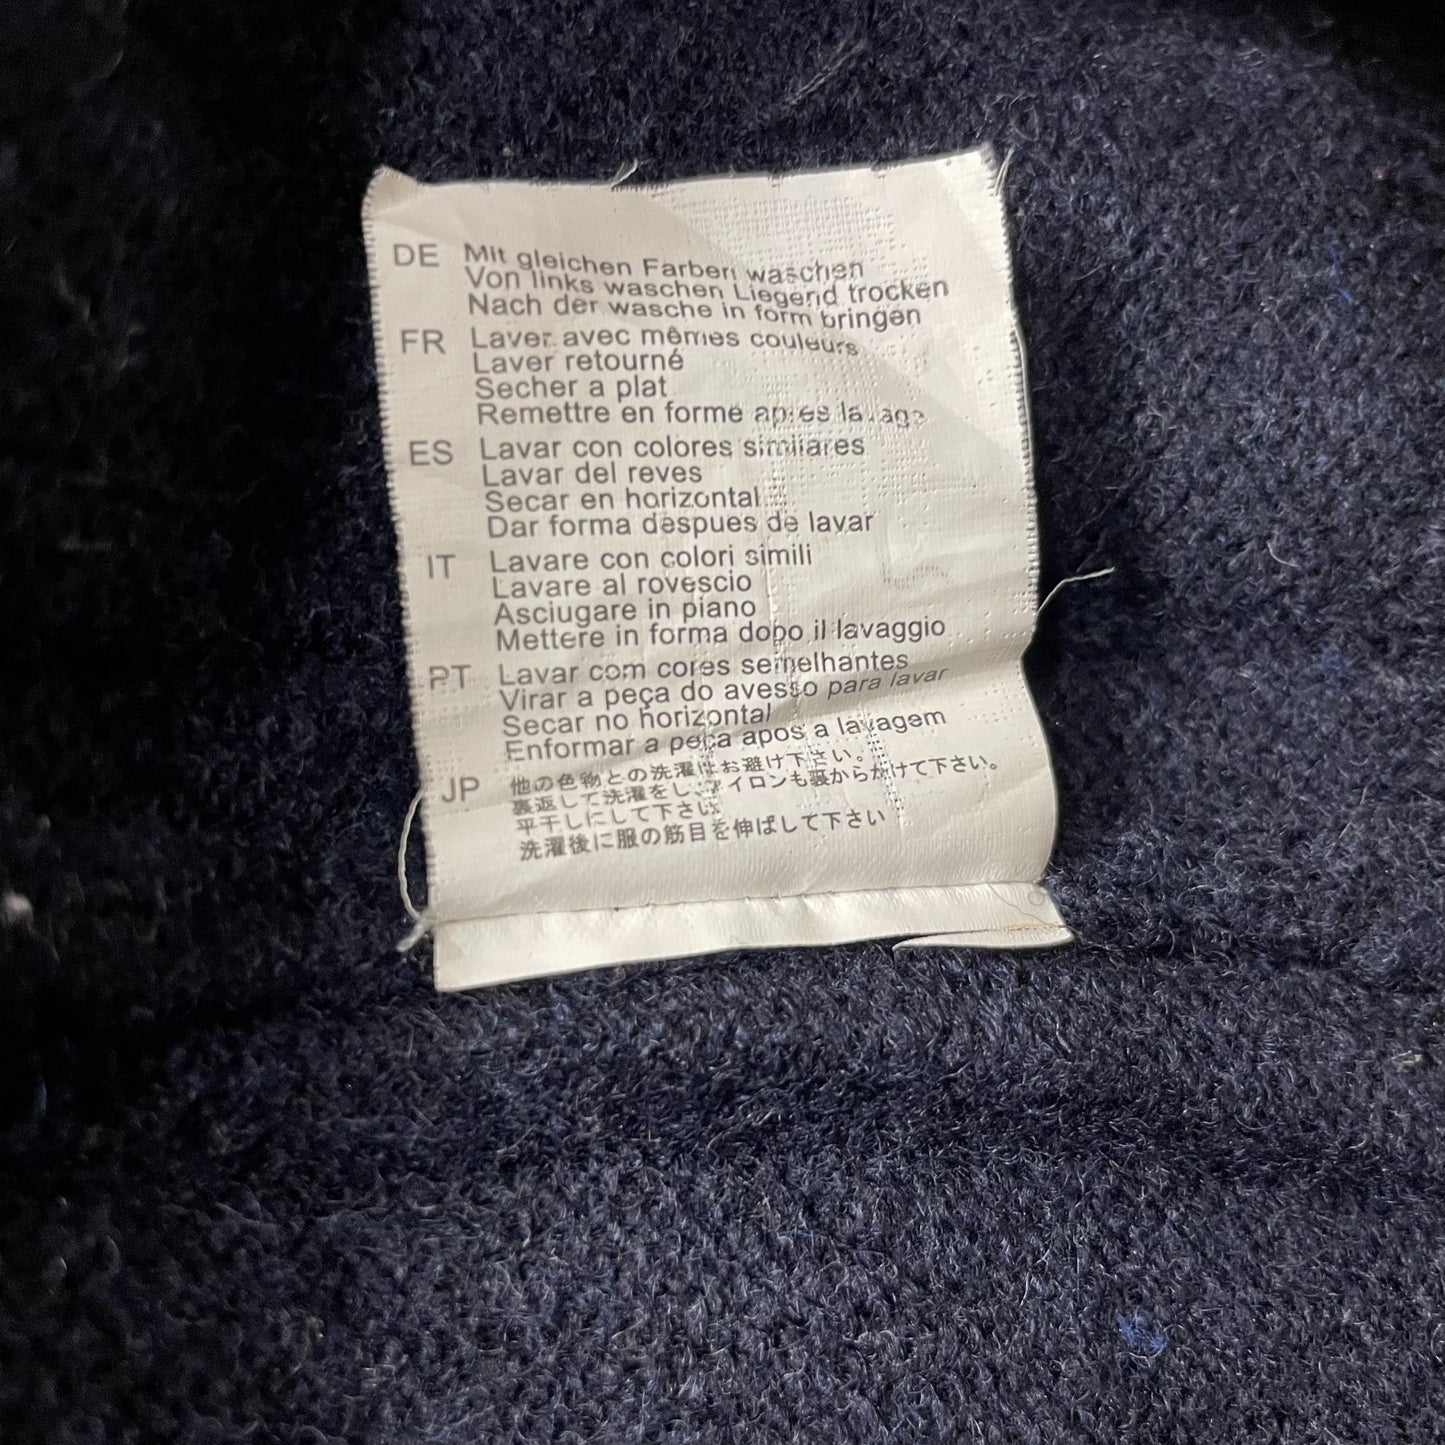 DE Mit gleichen Farben waschen
Von links waschen Liegend trocken
Nach der wasche in form bringen
FR Laver avec mêmes couleurs
Laver retourné
Secher a plat
Remettre en forme apres lavage
ES Lavar con colores similares
Lavar del reves
Secar en horizontal
Dar forma despues de lavar
IT Lavare con colori simili
Lavare al rovescio
Asciugare in piano
Mettere in forma dopo il lavaggio
PT Lavar com cores semelhantes
Virar a peça do avesso para lavar
Secar no horizontal
Enformar a peça apos a lavagem
JP 他の色物との洗濯はお避け下さい。
裏返して洗濯をし、アイロンも裏からかけて下さい。
平干しにして下さい
洗濯後に服の筋目を伸ばして下さい